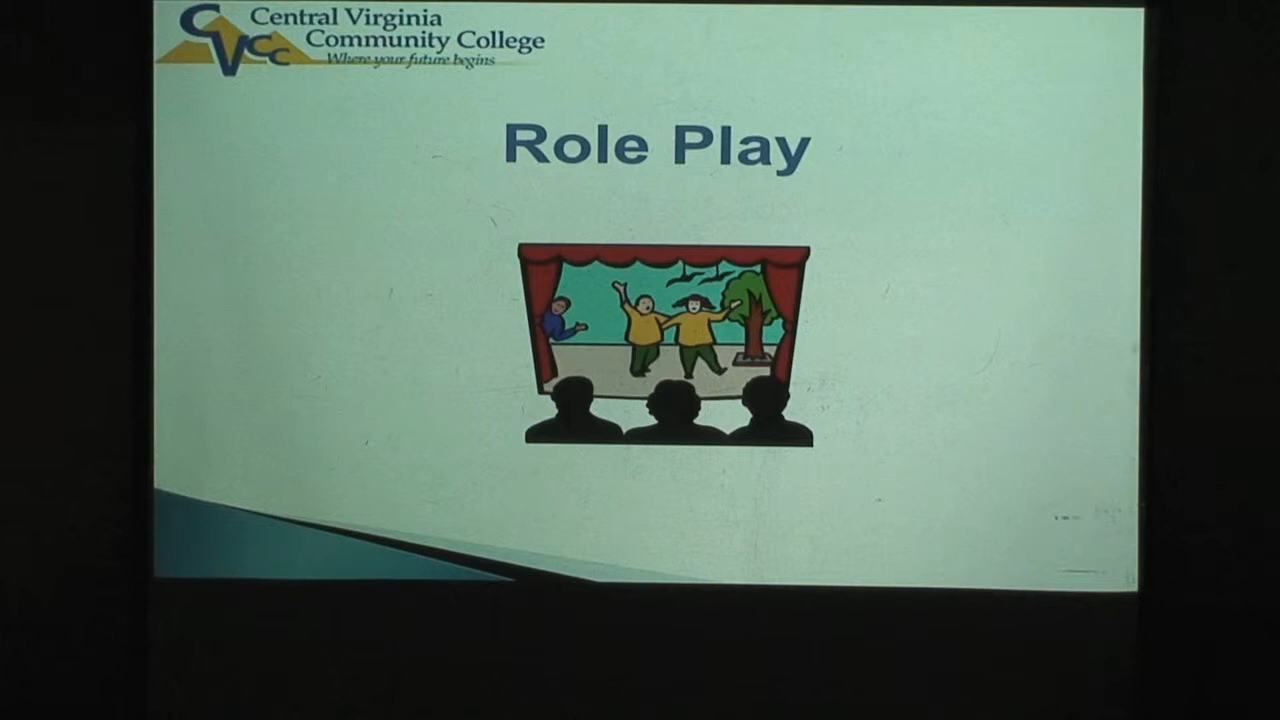 Central Virginia
Community College
Where your future begins
CVCC
Role Play